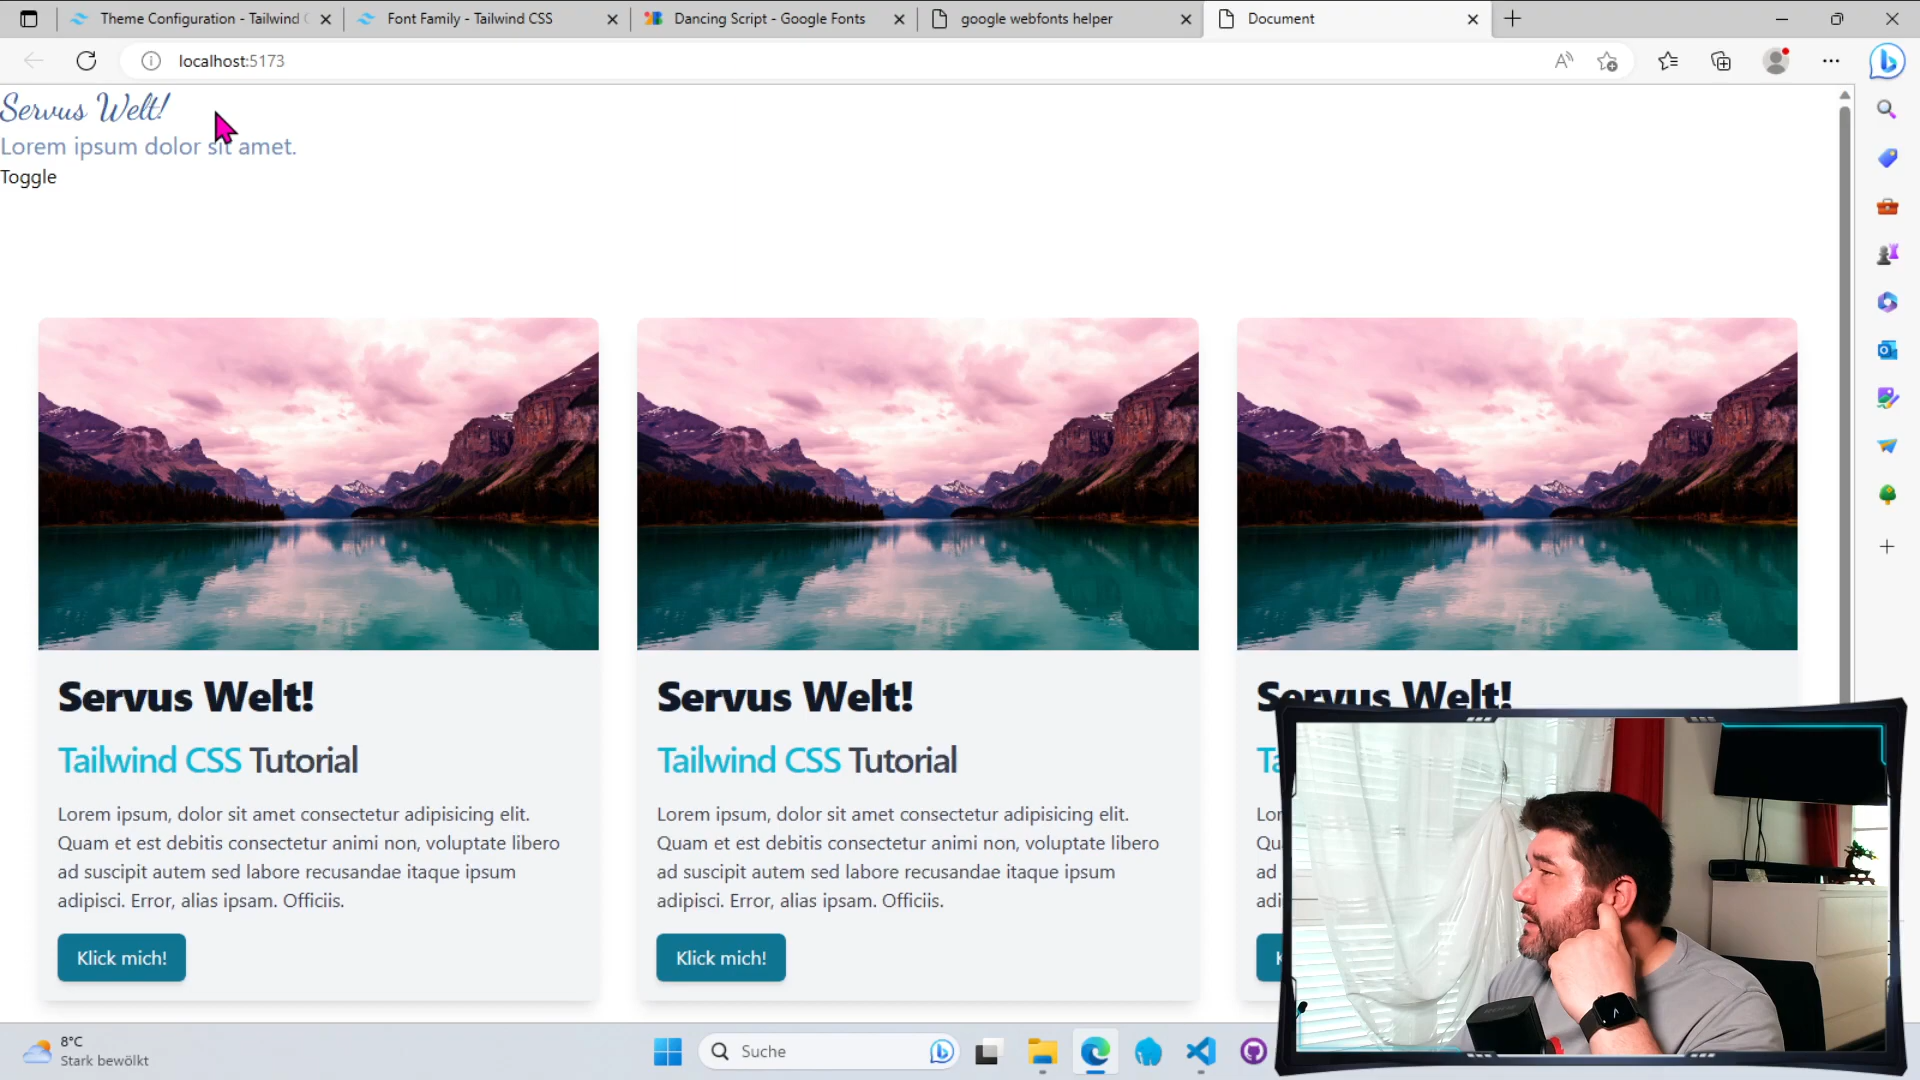 Theme Configuration - Tailwind
Font Family - Tailwind CSS
Dancing Script - Google Fonts
google webfonts helper
Document
localhost:5173
Servus Welt!
Lorem ipsum dolor sit amet.
Toggle
Servus Welt!
Tailwind CSS Tutorial
Lorem ipsum, dolor sit amet consectetur adipisicing elit.
Quam et est debitis consectetur animi non, voluptate libero
ad suscipit autem sed labore recusandae itaque ipsum
adipisci. Error, alias ipsam. Officiis.
Klick mich!
Servus Welt!
Tailwind CSS Tutorial
Lorem ipsum, dolor sit amet consectetur adipisicing elit.
Quam et est debitis consectetur animi non, voluptate libero
ad suscipit autem sed labore recusandae itaque ipsum
adipisci. Error, alias ipsam. Officiis.
Klick mich!
Servus Welt!
8°C
Stark bewölkt
Suche